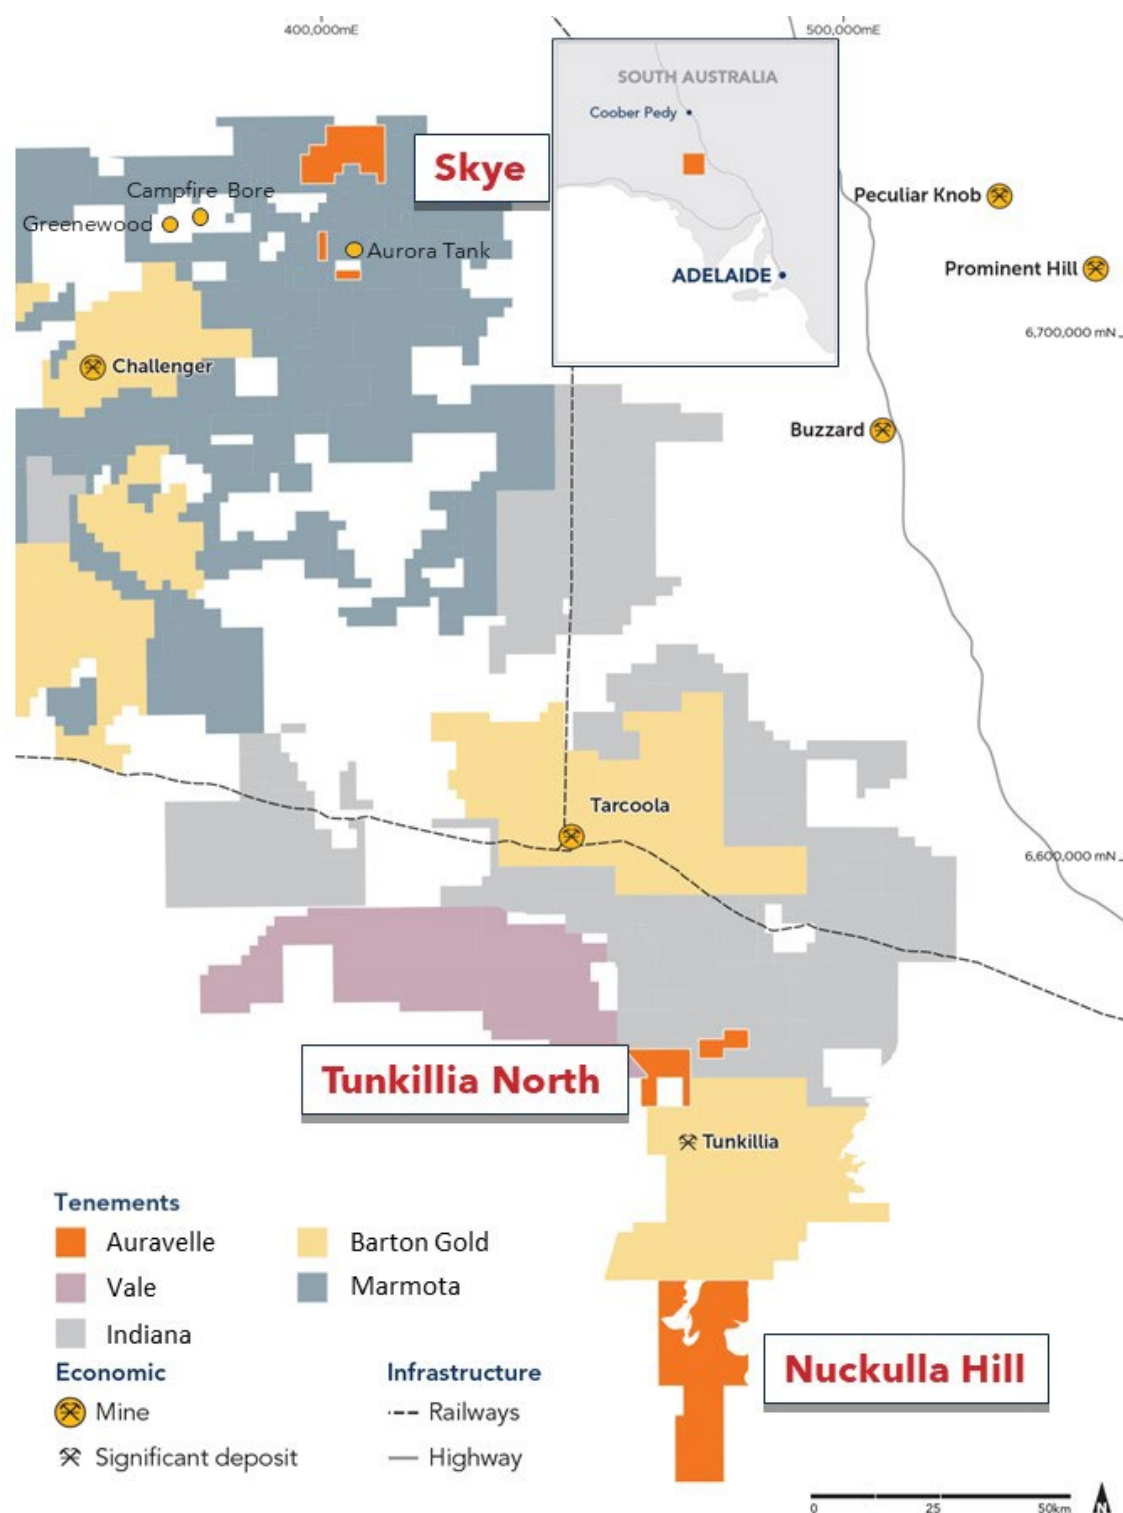 400,000mE
500,000mE
SOUTH AUSTRALIA
Coober Pedy
ADELAIDE
Skye
Campfire Bore
Greenewood
Aurora Tank
Peculiar Knob
Prominent Hill
6,700,000 mN
Challenger
Buzzard
Tarcoola
6,600,000 mN
Tunkillia North
Tunkillia
Nuckulla Hill
Tenements
Auravelle
Barton Gold
Vale
Marmota
Indiana
Economic
Infrastructure
Mine
Railways
Significant deposit
Highway
0 25 50km
N